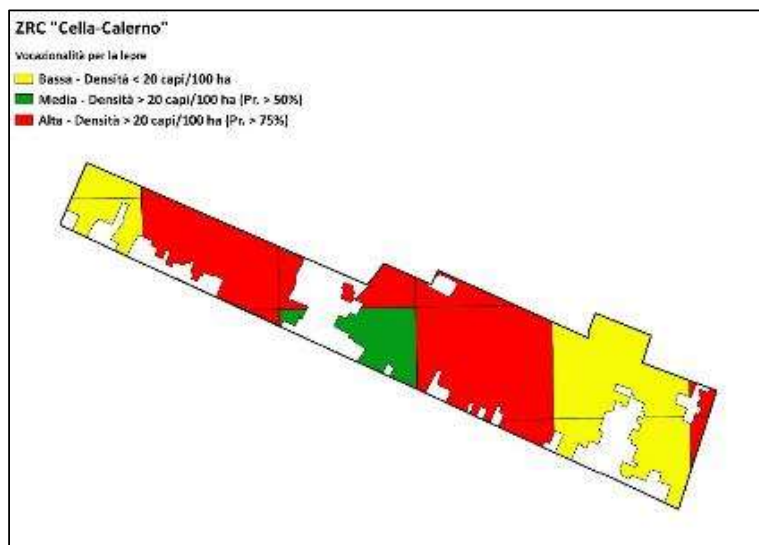 ZRC "Cella-Calerno"
Vocazionalità per la lepre
Bassa - Densità < 20 capi/100 ha
Media - Densità > 20 capi/100 ha (Pr. > 50%)
Alta - Densità > 20 capi/100 ha (Pr. > 75%)